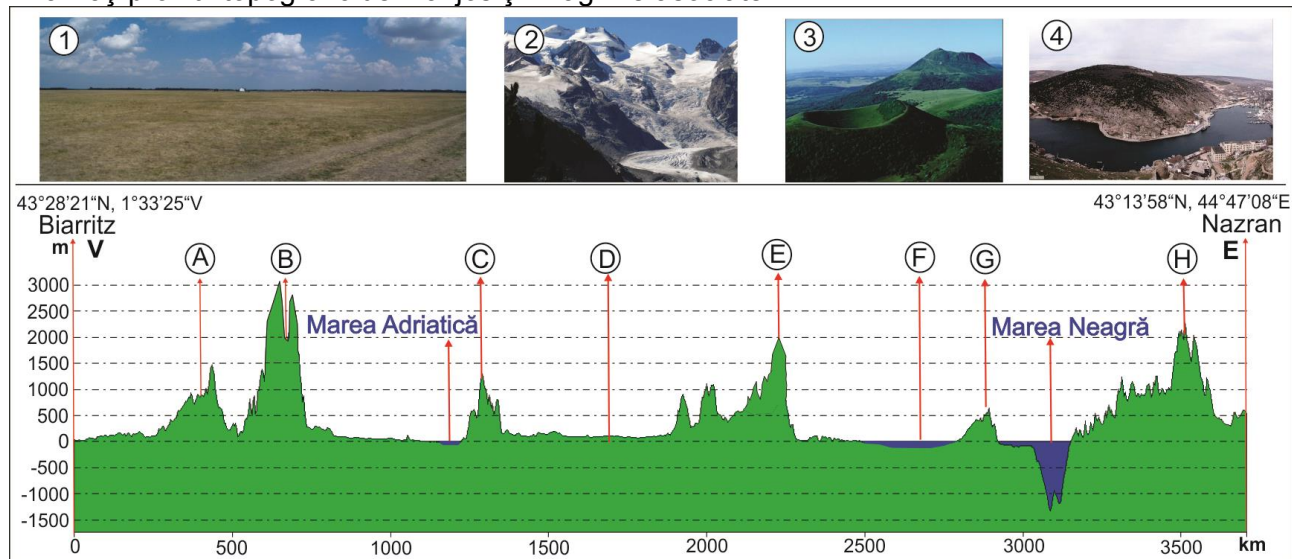 1
2
3
4
43°28'21"N, 1°33'25"V
43°13'58"N, 44°47'08"E
Biarritz
Nazran
m V
E
A
B
C
D
E
F
G
H
3000
2500
2000
1500
1000
500
0
-500
-1000
-1500
Marea Adriatică
Marea Neagră
0
500
1000
1500
2000
2500
3000
3500
km